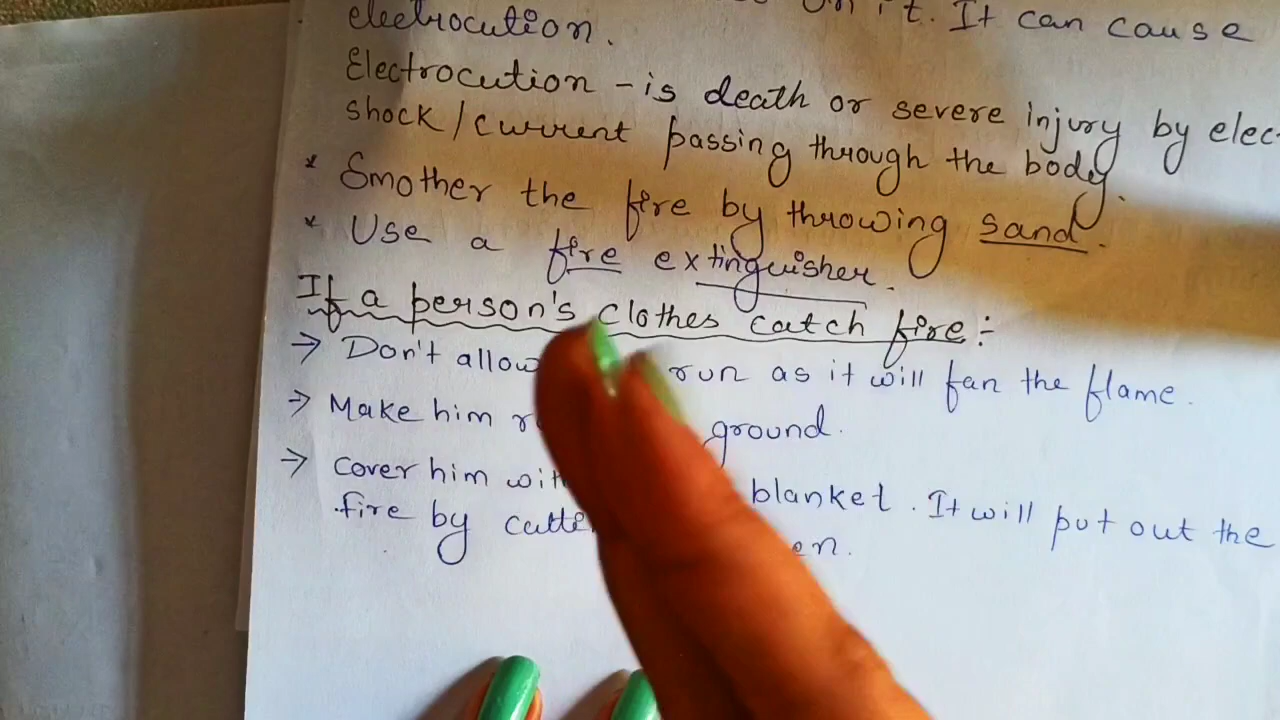 on it. It can cause
electrocution.
Electrocution - is death or severe injury by elec-
shock/current passing through the body.
* Smother the fire by throwing sand.
* Use a fire extinguisher.
If a person's clothes catch fire :-
→ Don't allow run as it will fan the flame.
→ Make him ground.
→ cover him blanket. It will put out the
fire by